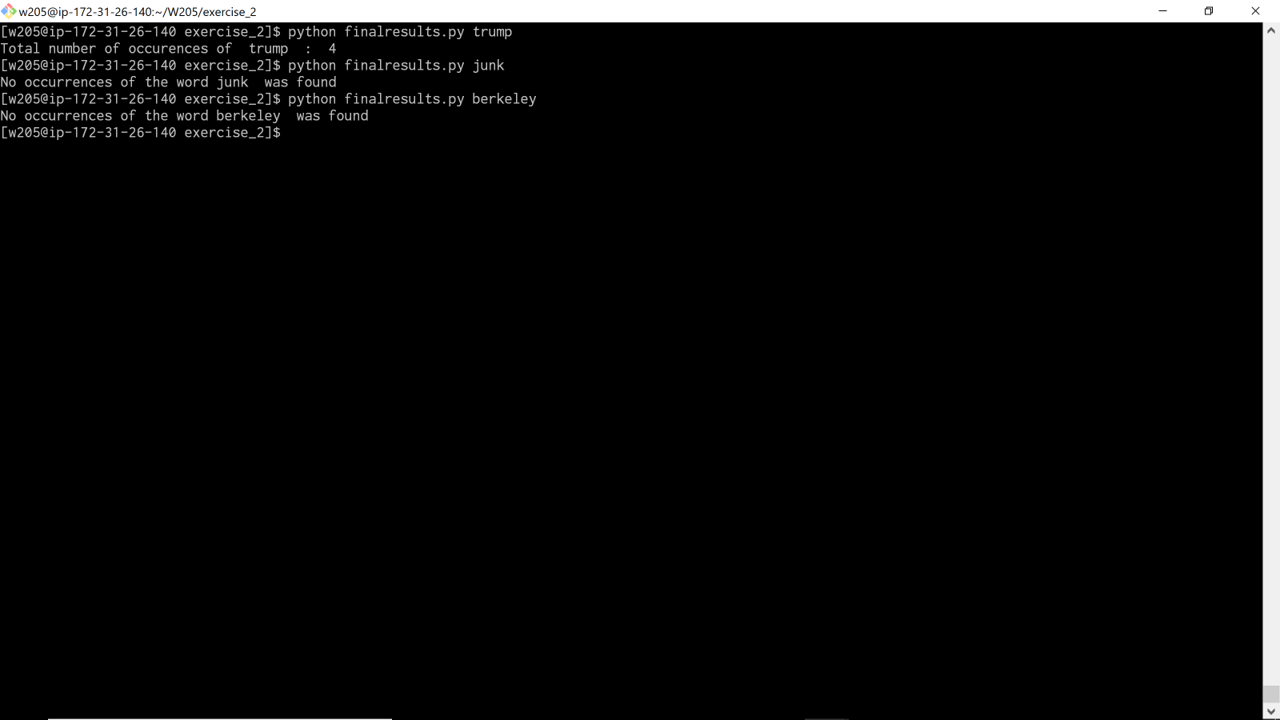 w205@ip-172-31-26-140:~/W205/exercise_2
[w205@ip-172-31-26-140 exercise_2]$ python finalresults.py trump
Total number of occurences of  trump  :  4
[w205@ip-172-31-26-140 exercise_2]$ python finalresults.py junk
No occurrences of the word junk  was found
[w205@ip-172-31-26-140 exercise_2]$ python finalresults.py berkeley
No occurrences of the word berkeley  was found
[w205@ip-172-31-26-140 exercise_2]$